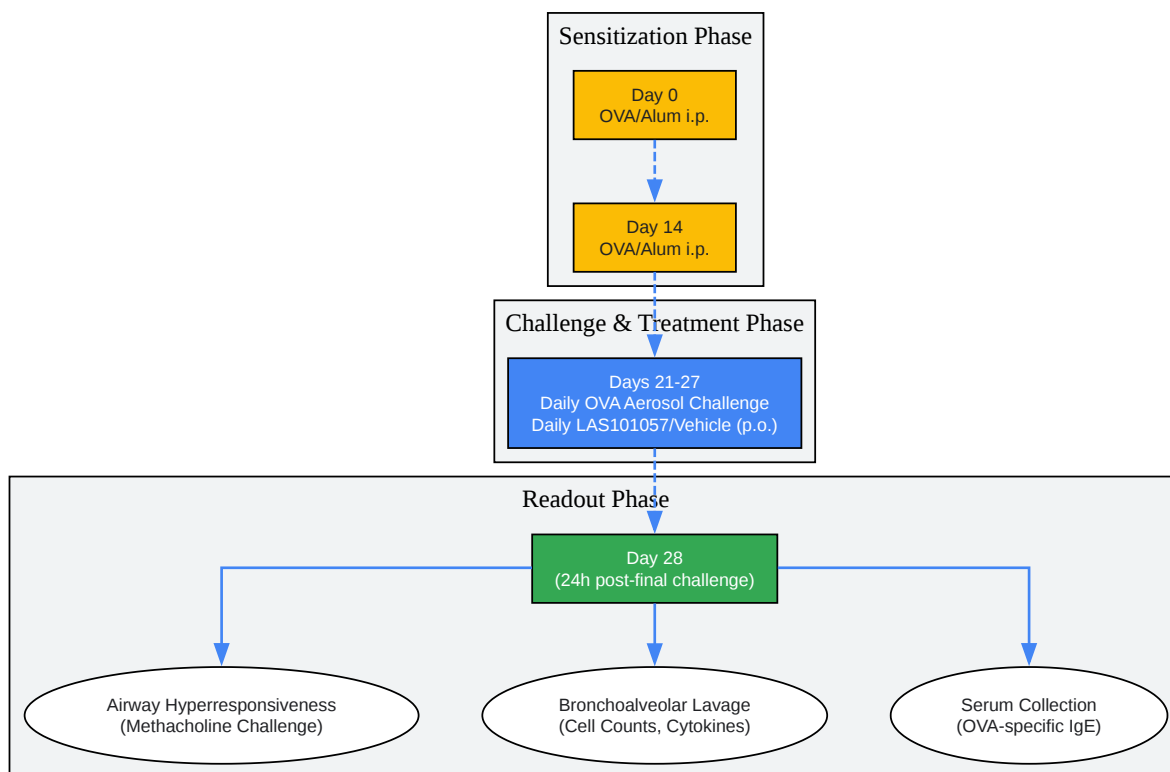 Sensitization Phase
Day 0
OVA/Alum i.p.
Day 14
OVA/Alum i.p.
Challenge & Treatment Phase
Days 21-27
Daily OVA Aerosol Challenge
Daily LAS101057/Vehicle (p.o.)
Readout Phase
Day 28
(24h post-final challenge)
Airway Hyperresponsiveness
(Methacholine Challenge)
Bronchoalveolar Lavage
(Cell Counts, Cytokines)
Serum Collection
(OVA-specific IgE)